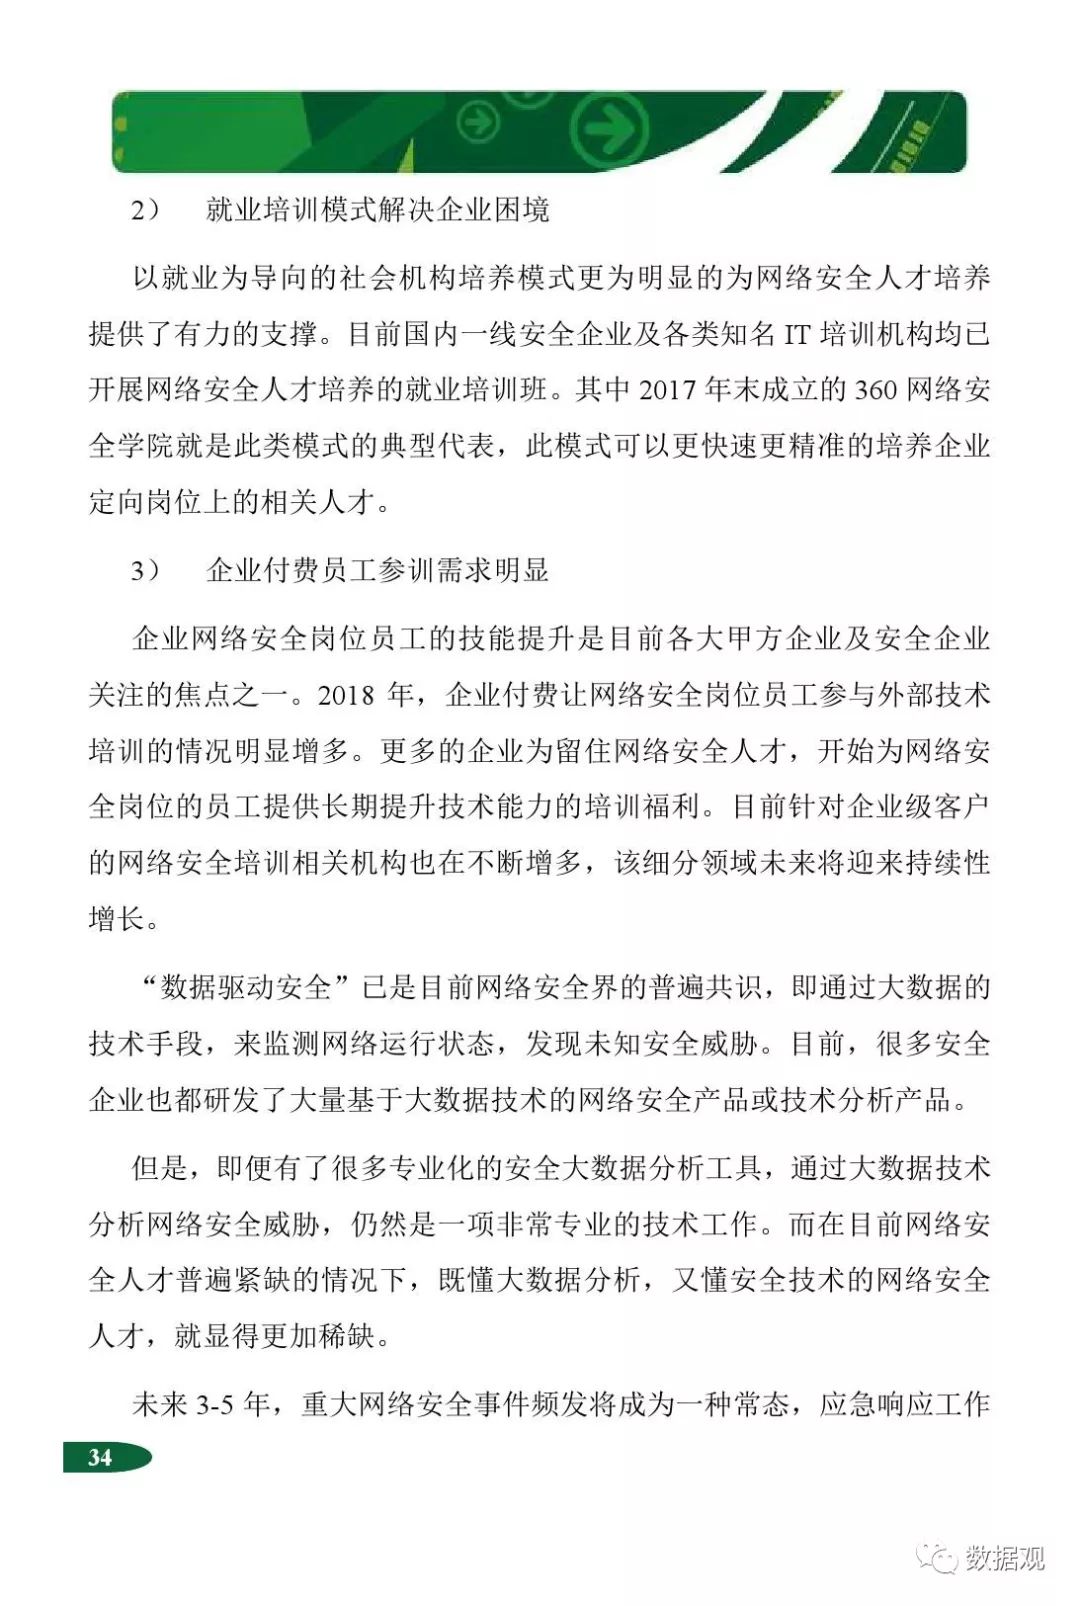 2） 就业培训模式解决企业困境
以就业为导向的社会机构培养模式更为明显的为网络安全人才培养
提供了有力的支撑。目前国内一线安全企业及各类知名 IT 培训机构均已
开展网络安全人才培养的就业培训班。其中 2017 年末成立的 360 网络安
全学院就是此类模式的典型代表，此模式可以更快速更精准的培养企业
定向岗位上的相关人才。
3） 企业付费员工参训需求明显
企业网络安全岗位员工的技能提升是目前各大甲方企业及安全企业
关注的焦点之一。2018 年，企业付费让网络安全岗位员工参与外部技术
培训的情况明显增多。更多的企业为留住网络安全人才，开始为网络安
全岗位的员工提供长期提升技术能力的培训福利。目前针对企业级客户
的网络安全培训相关机构也在不断增多，该细分领域未来将迎来持续性
增长。
“数据驱动安全”已是目前网络安全界的普遍共识，即通过大数据的
技术手段，来监测网络运行状态，发现未知安全威胁。目前，很多安全
企业也都研发了大量基于大数据技术的网络安全产品或技术分析产品。
但是，即便有了很多专业化的安全大数据分析工具，通过大数据技术
分析网络安全威胁，仍然是一项非常专业的技术工作。而在目前网络安
全人才普遍紧缺的情况下，既懂大数据分析，又懂安全技术的网络安全
人才，就显得更加稀缺。
未来 3-5 年，重大网络安全事件频发将成为一种常态，应急响应工作
34
数据观